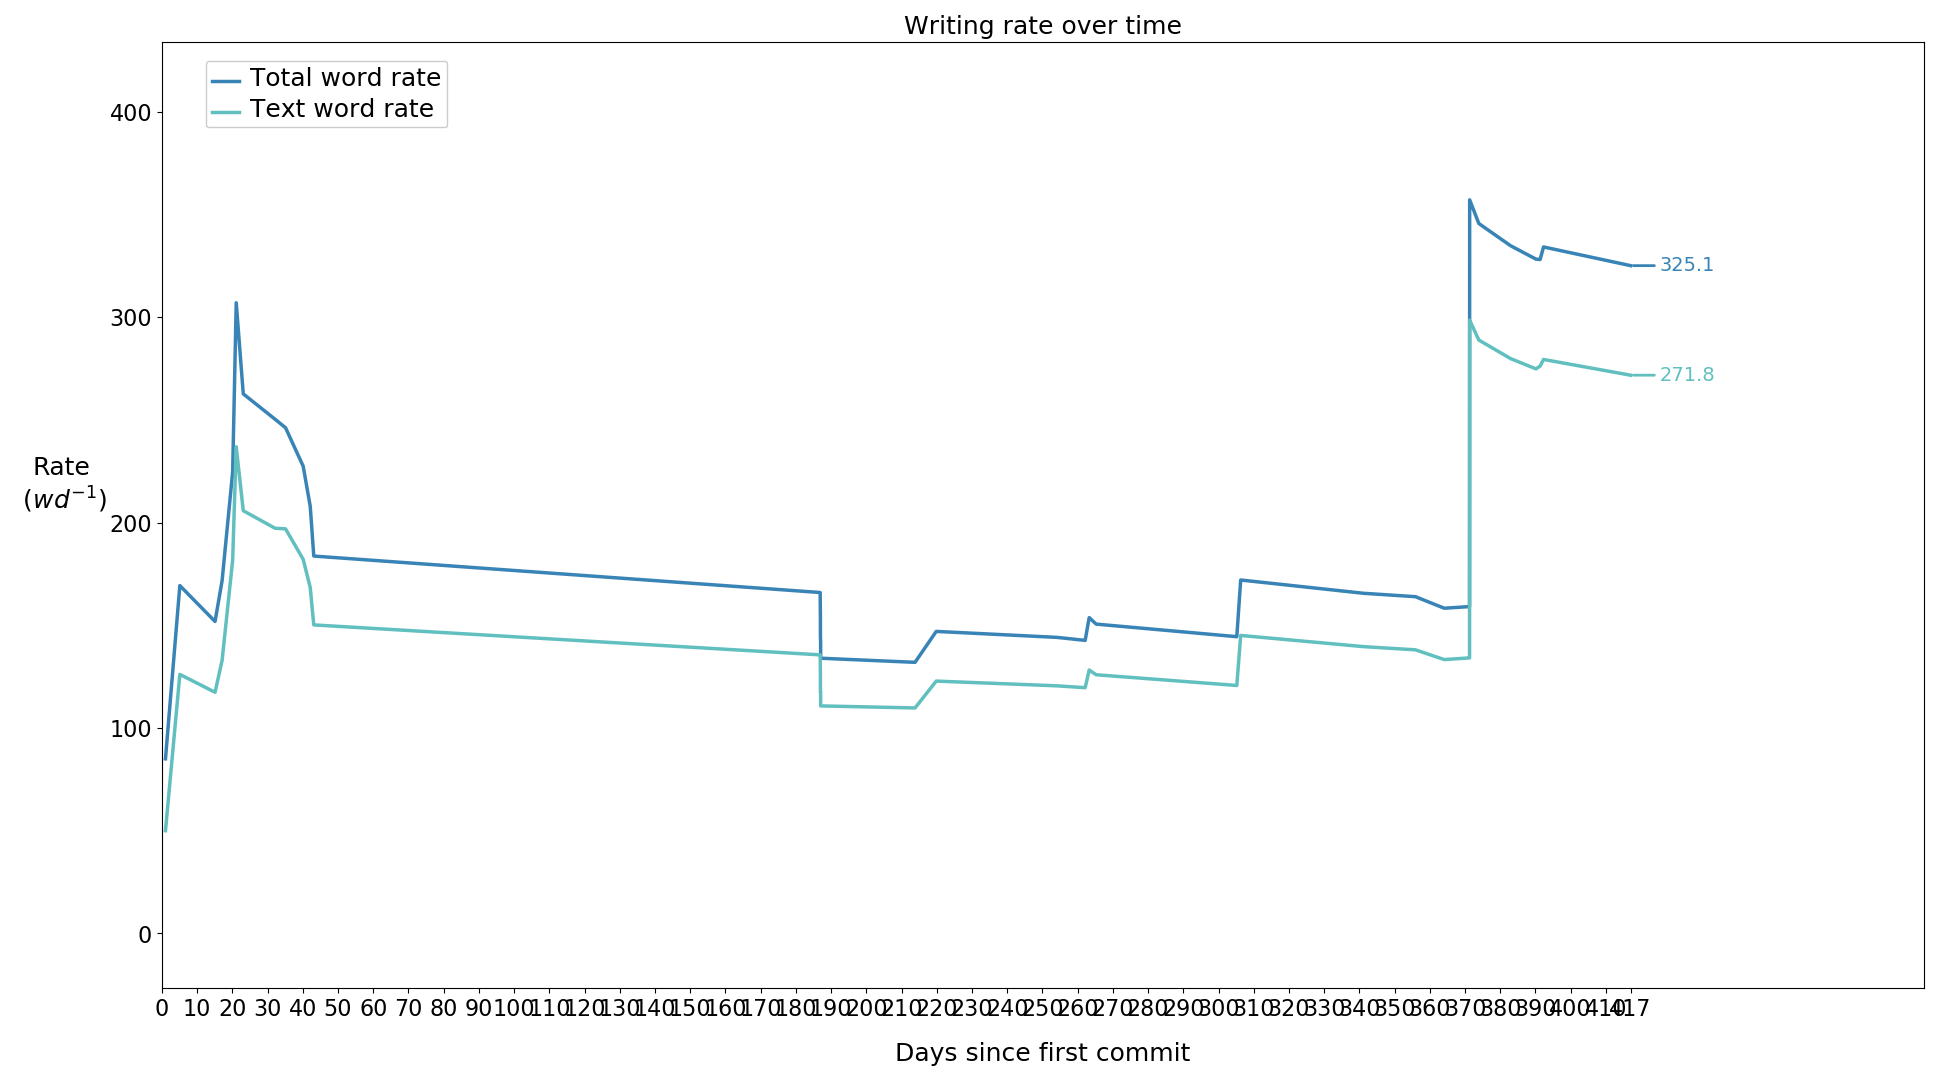 Writing rate over time
Total word rate
Text word rate
400
300
200
100
0
Rate
(wd⁻¹)
325.1
271.8
0 10 20 30 40 50 60 70 80 90 100 110 120 130 140 150 160 170 180 190 200 210 220 230 240 250 260 270 280 290 300 310 320 330 340 350 360 370 380 390 400 410 417
Days since first commit